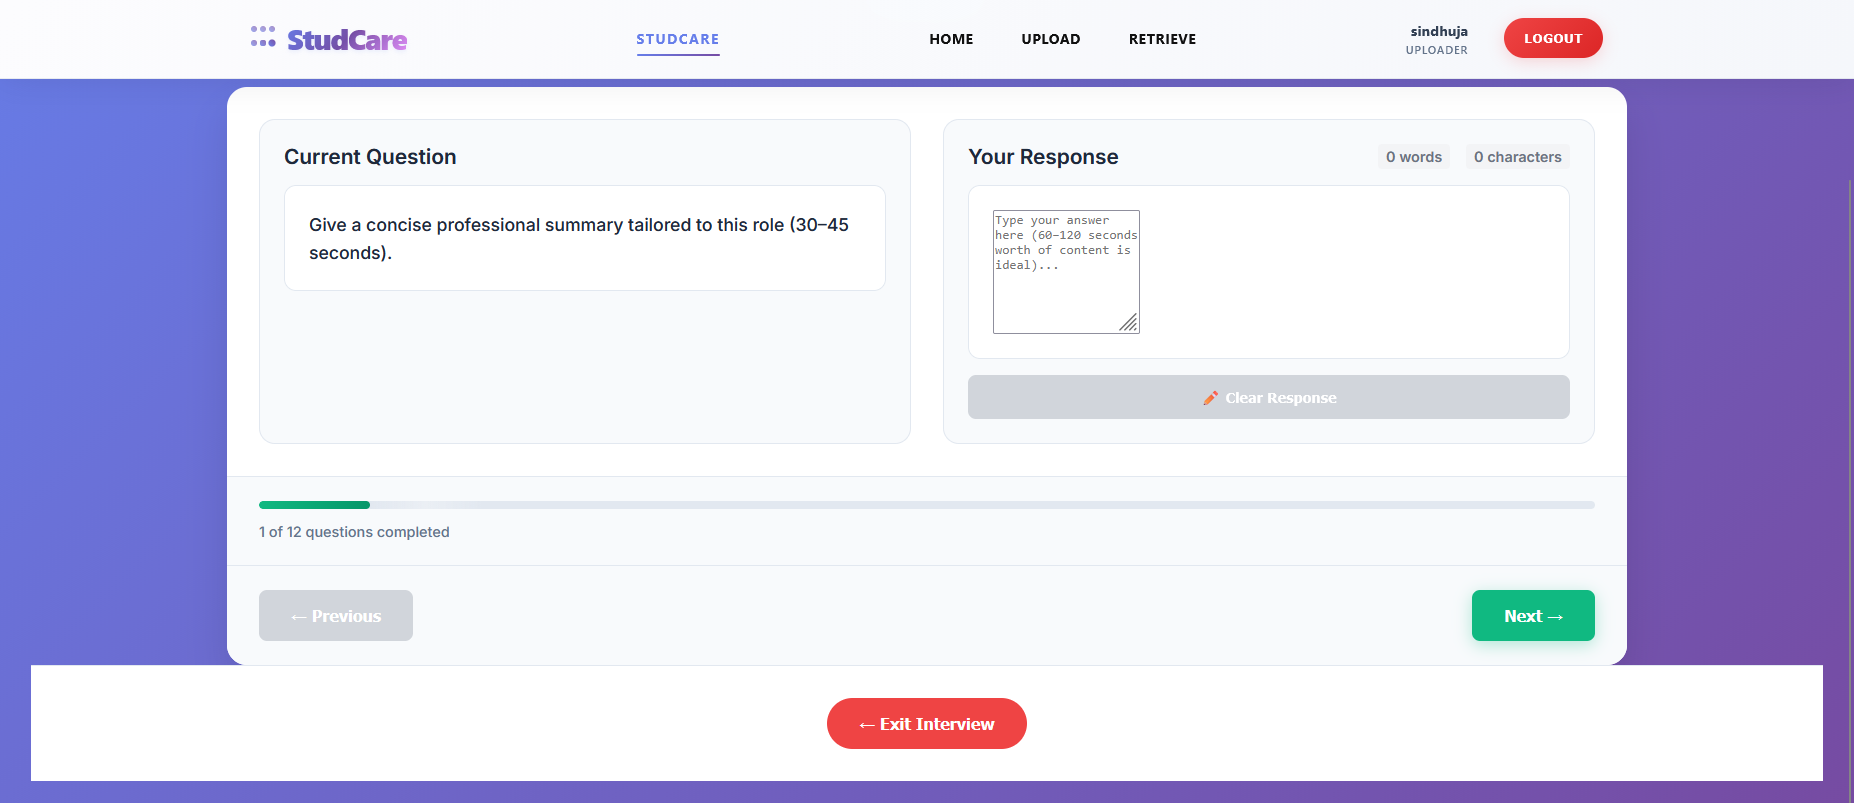 StudCare
STUDCARE
HOME
UPLOAD
RETRIEVE
sindhuja
UPLOADER
LOGOUT
Current Question
Give a concise professional summary tailored to this role (30–45
seconds).
Your Response
0 words
0 characters
Type your answer
here (60–120 seconds
worth of content is
ideal)...
Clear Response
1 of 12 questions completed
← Previous
Next →
← Exit Interview